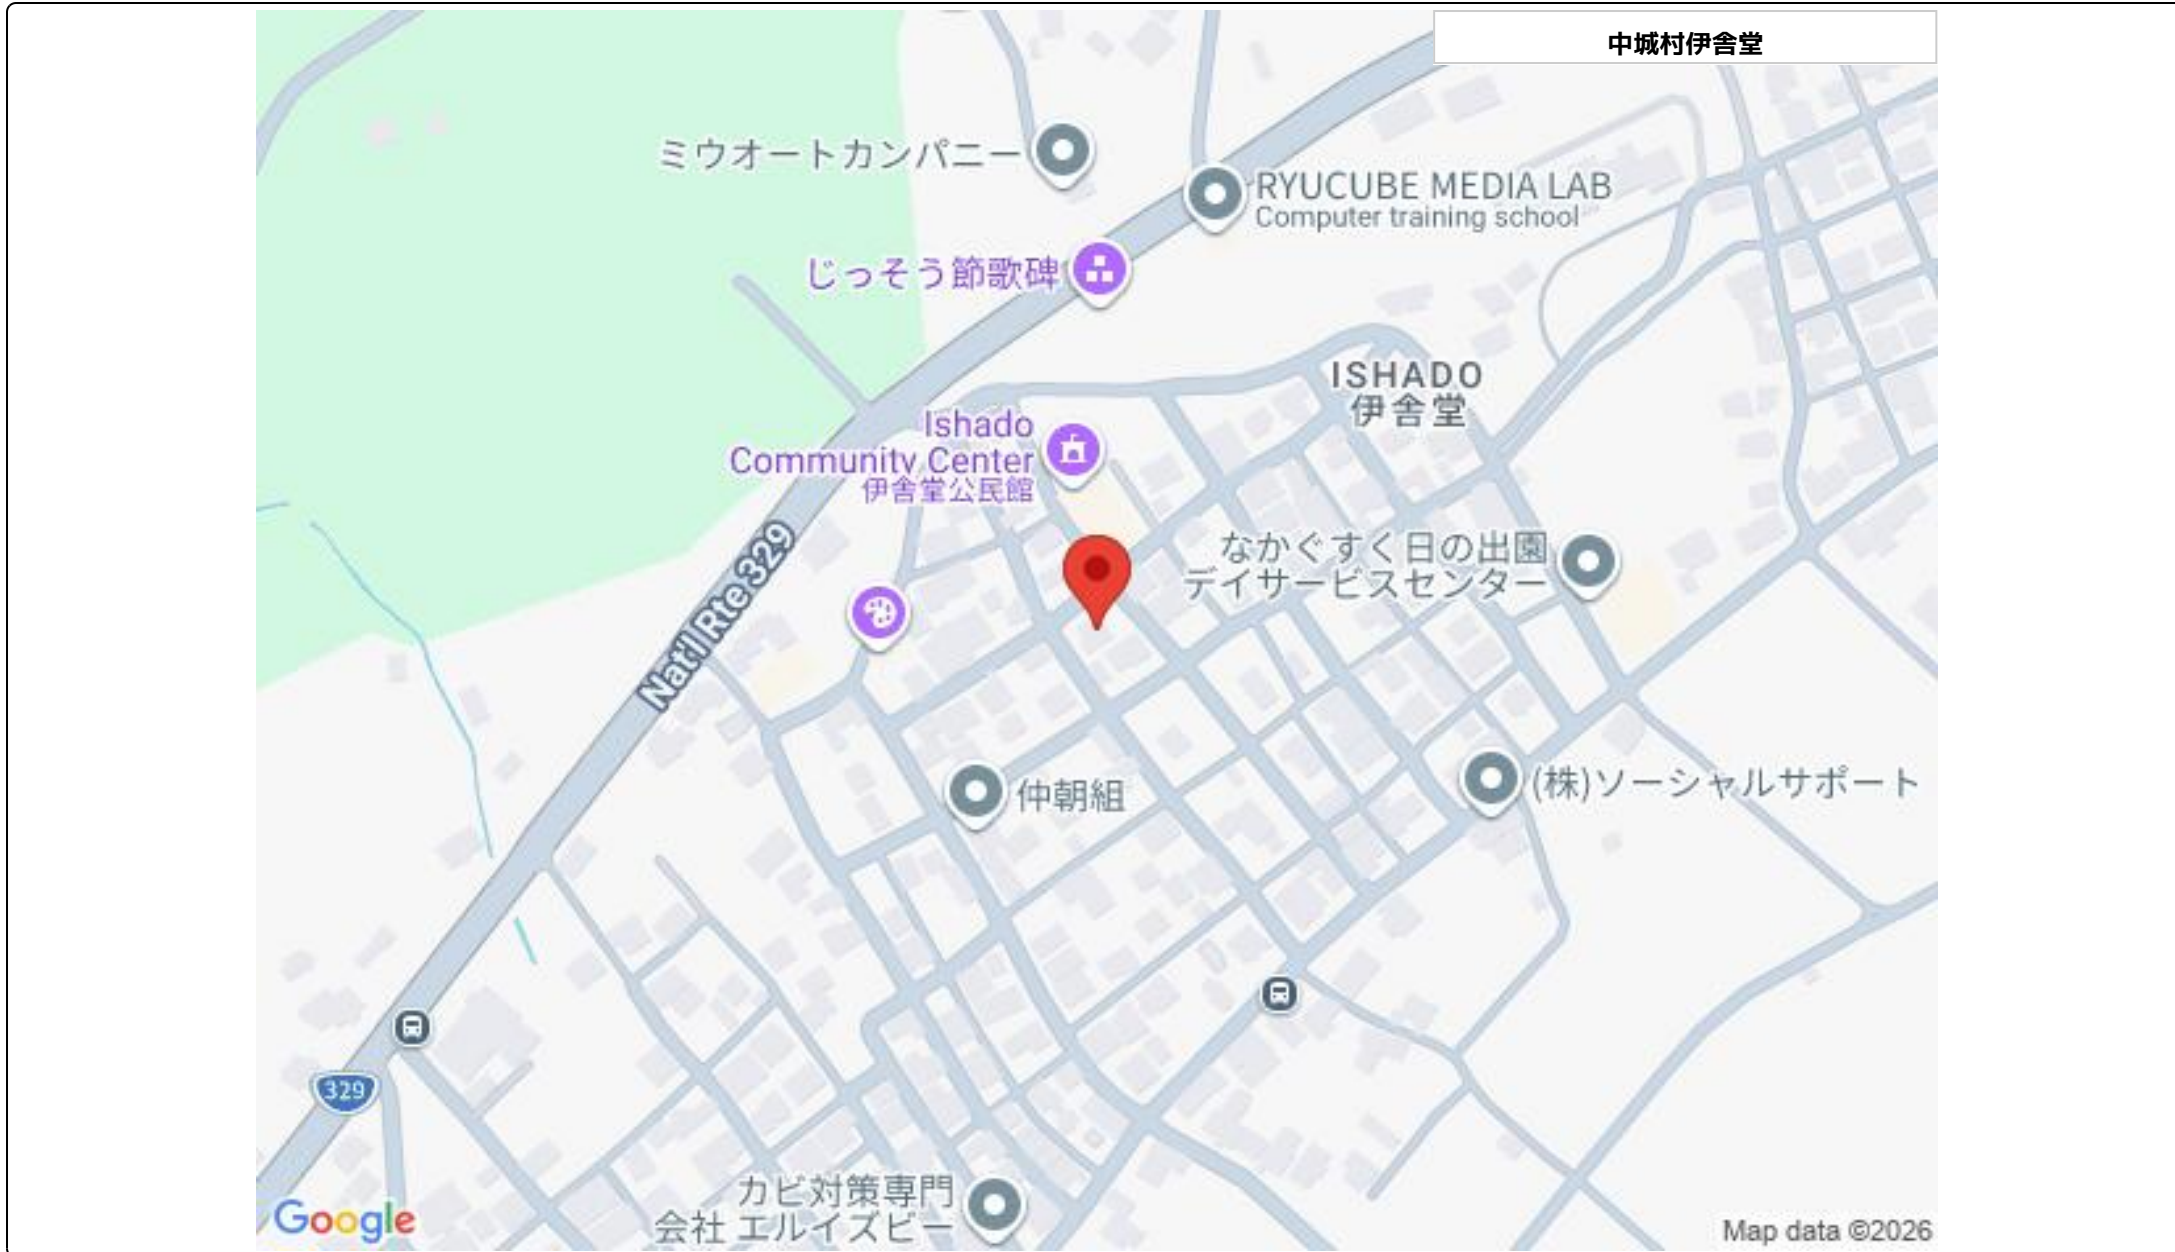 中城村伊舎堂
ミウオートカンパニー
RYUCUBE MEDIA LAB
Computer training school
じっそう節歌碑
ISHADO
伊舎堂
Ishado
Community Center
伊舎堂公民館
なかぐすく日の出園
デイサービスセンター
Nat'l Rte 329
仲朝組
(株)ソーシャルサポート
329
カビ対策専門
会社 エルイズビー
Google
Map data ©2026